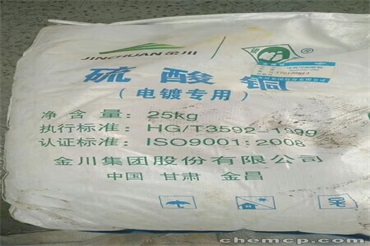 JINCHUAN 金川
硫酸铜
（电镀专用）
净含量：25kg
执行标准：HG/T3592-1999
认证标准：ISO9001：2008
金川集团股份有限公司
中国 甘肃 金昌
chemcp.com